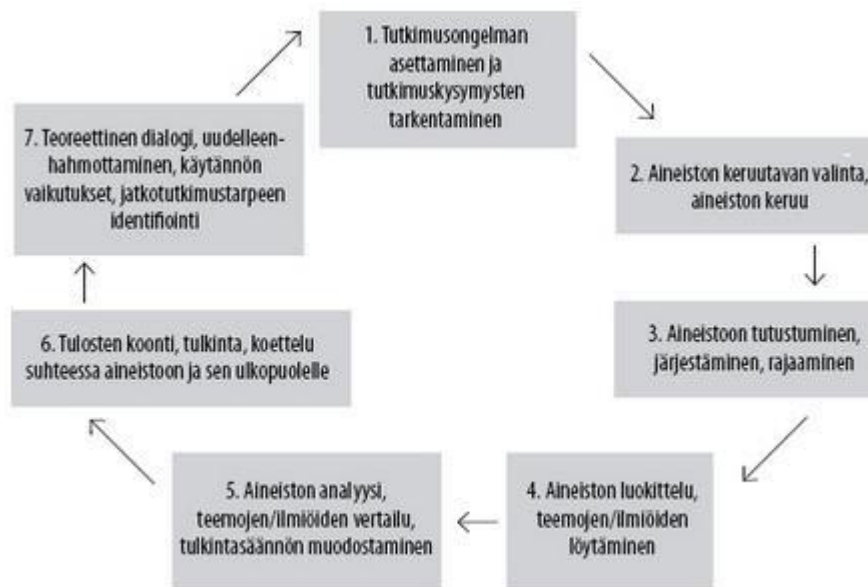 1. Tutkimusongelman
asettaminen ja
tutkimuskysymysten
tarkentaminen
2. Aineiston keruutavan valinta,
aineiston keruu
3. Aineistoon tutustuminen,
järjestäminen, rajaaminen
4. Aineiston luokittelu,
teemojen/ilmiöiden
löytäminen
5. Aineiston analyysi,
teemojen/ilmiöiden vertailu,
tulkintasäännön muodostaminen
6. Tulosten koonti, tulkinta, koettelu
suhteessa aineistoon ja sen ulkopuolelle
7. Teoreettinen dialogi, uudelleen-
hahmottaminen, käytännön
vaikutukset, jatkotutkimustarpeen
identifiointi